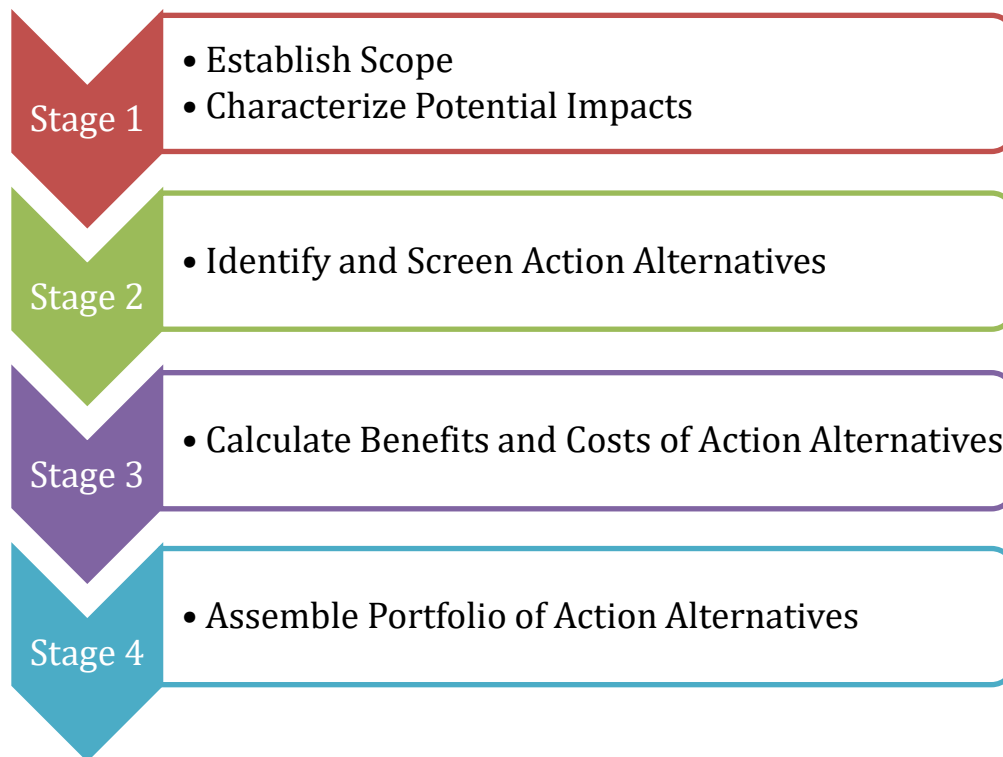 Stage 1
• Establish Scope
• Characterize Potential Impacts
Stage 2
• Identify and Screen Action Alternatives
Stage 3
• Calculate Benefits and Costs of Action Alternatives
Stage 4
• Assemble Portfolio of Action Alternatives